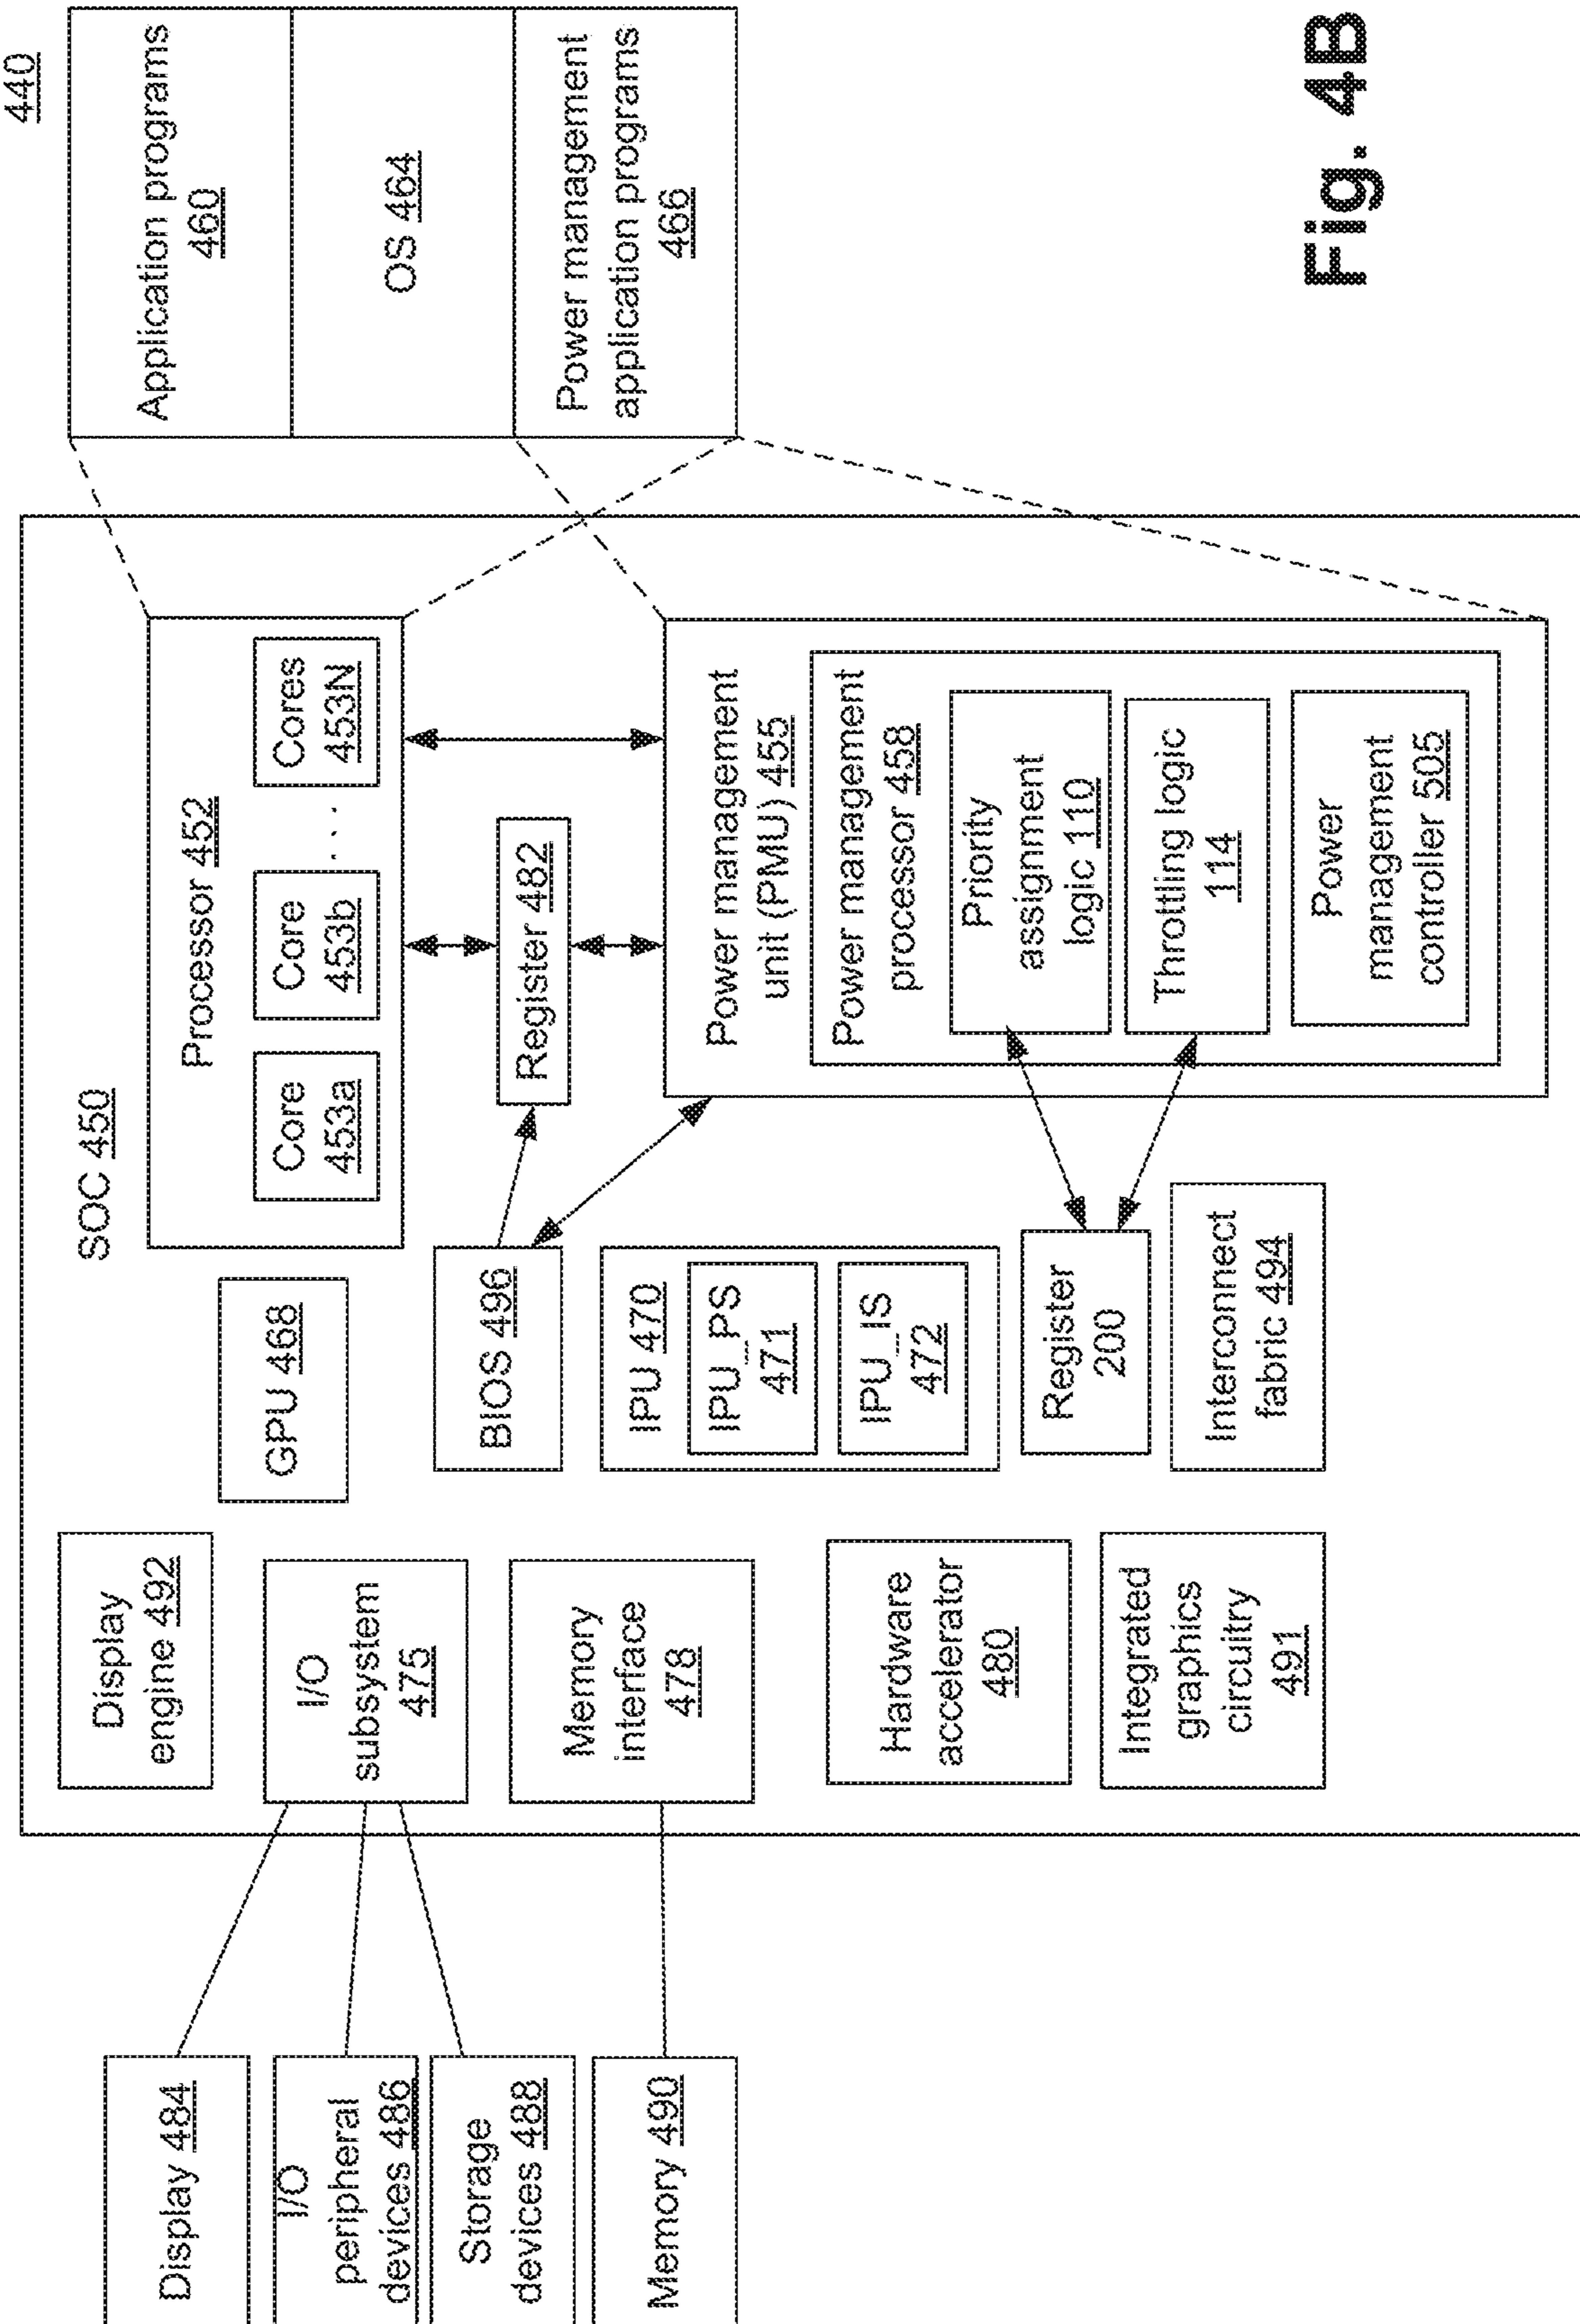 440
Application programs
460
OS 464
Power management
application programs
466
SOC 450
Processor 452
Core
453a
Core
453b
. . .
Cores
453N
Register 482
Power management
unit (PMU) 455
Power management
processor 458
Priority
assignment
logic 110
Throttling logic
114
Power
management
controller 505
GPU 468
BIOS 496
IPU 470
IPU_PS
471
IPU_IS
472
Register
200
Interconnect
fabric 494
Display
engine 492
I/O
subsystem
475
Memory
interface
478
Hardware
accelerator
480
Integrated
graphics
circuitry
491
Display 484
I/O
peripheral
devices 486
Storage
devices 488
Memory 490
Fig. 4B